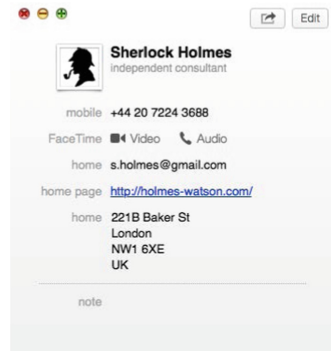 Edit
Sherlock Holmes
independent consultant
mobile +44 20 7224 3688
FaceTime Video Audio
home s.holmes@gmail.com
home page http://holmes-watson.com/
home 221B Baker St
London
NW1 6XE
UK
note